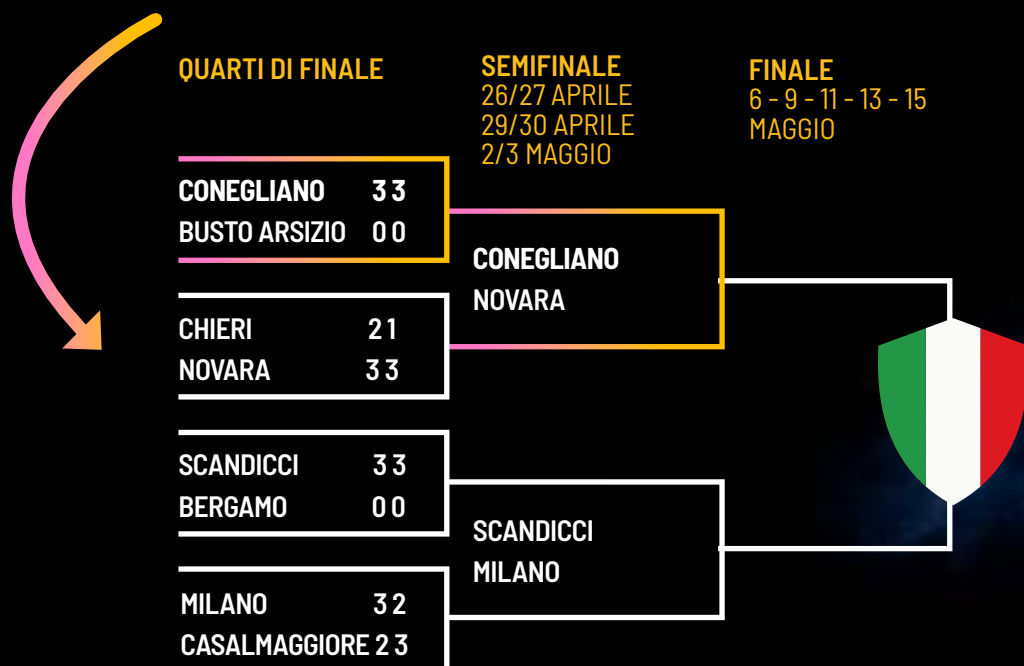 QUARTI DI FINALE
SEMIFINALE
26/27 APRILE
29/30 APRILE
2/3 MAGGIO
FINALE
6 - 9 - 11 - 13 - 15
MAGGIO
CONEGLIANO 3 3
BUSTO ARSIZIO 0 0
CHIERI 2 1
NOVARA 3 3
SCANDICCI 3 3
BERGAMO 0 0
MILANO 3 2
CASALMAGGIORE 2 3
CONEGLIANO
NOVARA
SCANDICCI
MILANO